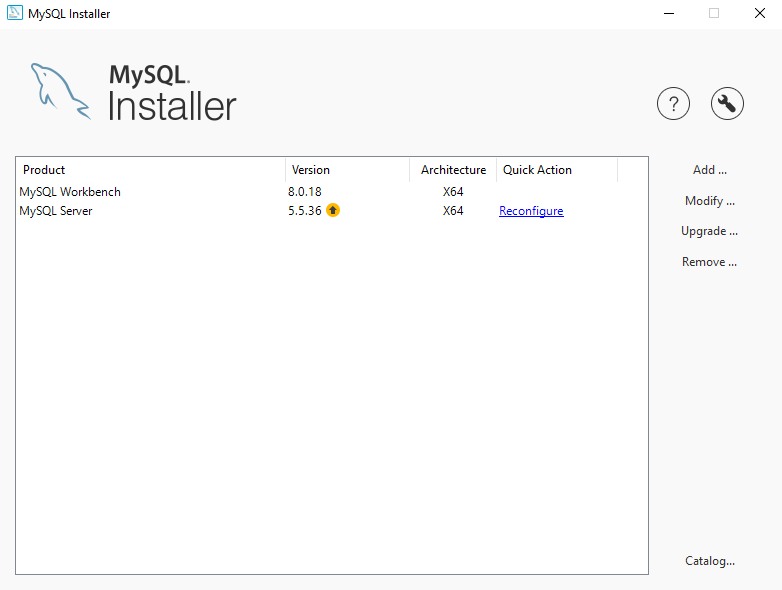 MySQL Installer
MySQL®
Installer
?
Product Version Architecture Quick Action
MySQL Workbench 8.0.18 X64
MySQL Server 5.5.36 X64 Reconfigure
Add ...
Modify ...
Upgrade ...
Remove ...
Catalog...